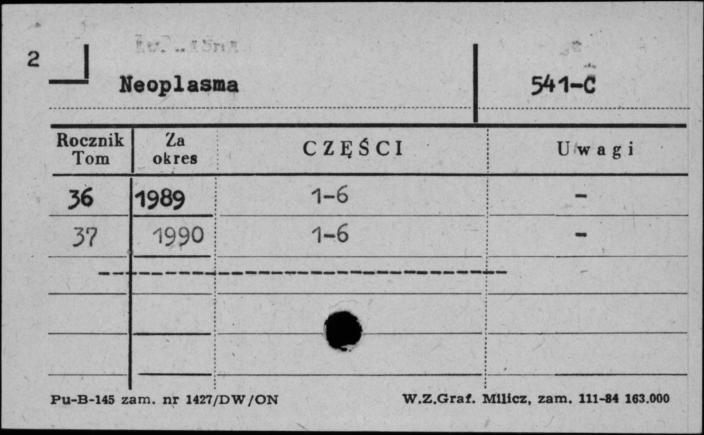 2
Neoplasma 541-C
Rocznik Tom Za okres CZĘŚCI Uwagi
36 1989 1-6 -
37 1990 1-6 -
Pu-B-145 zam. nr 1427/DW/ON W.Z.Graf. Milicz, zam. 111-84 163.000